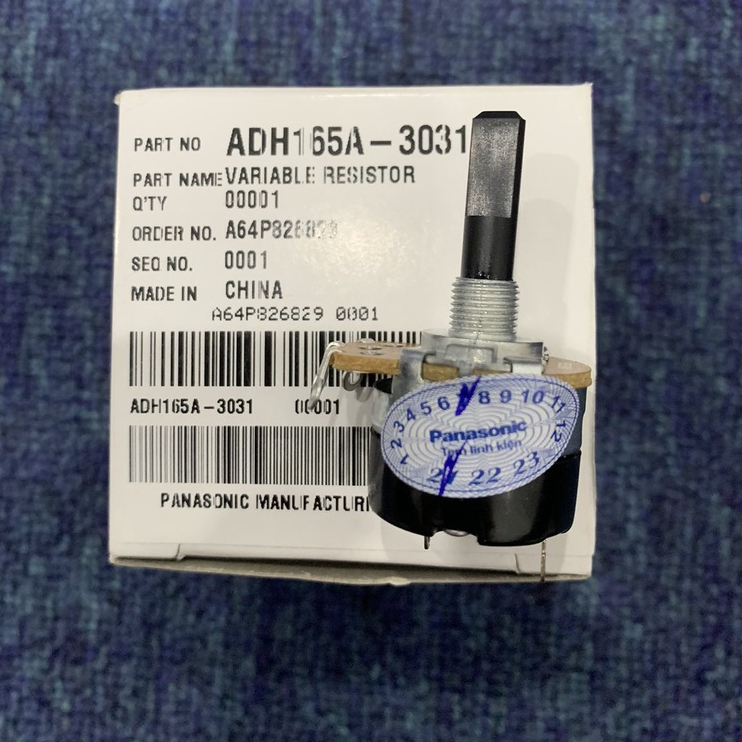 PART NO ADH165A-3031
PART NAME VARIABLE RESISTOR
Q'TY 00001
ORDER NO. A64P826829
SEQ NO. 0001
MADE IN CHINA
A64P826829 0001
ADH165A-3031 00001
PANASONIC MANUFACTURI
1 2 3 4 5 6 7 8 9 10 11 12
Panasonic
Tem linh kiện
21 22 23